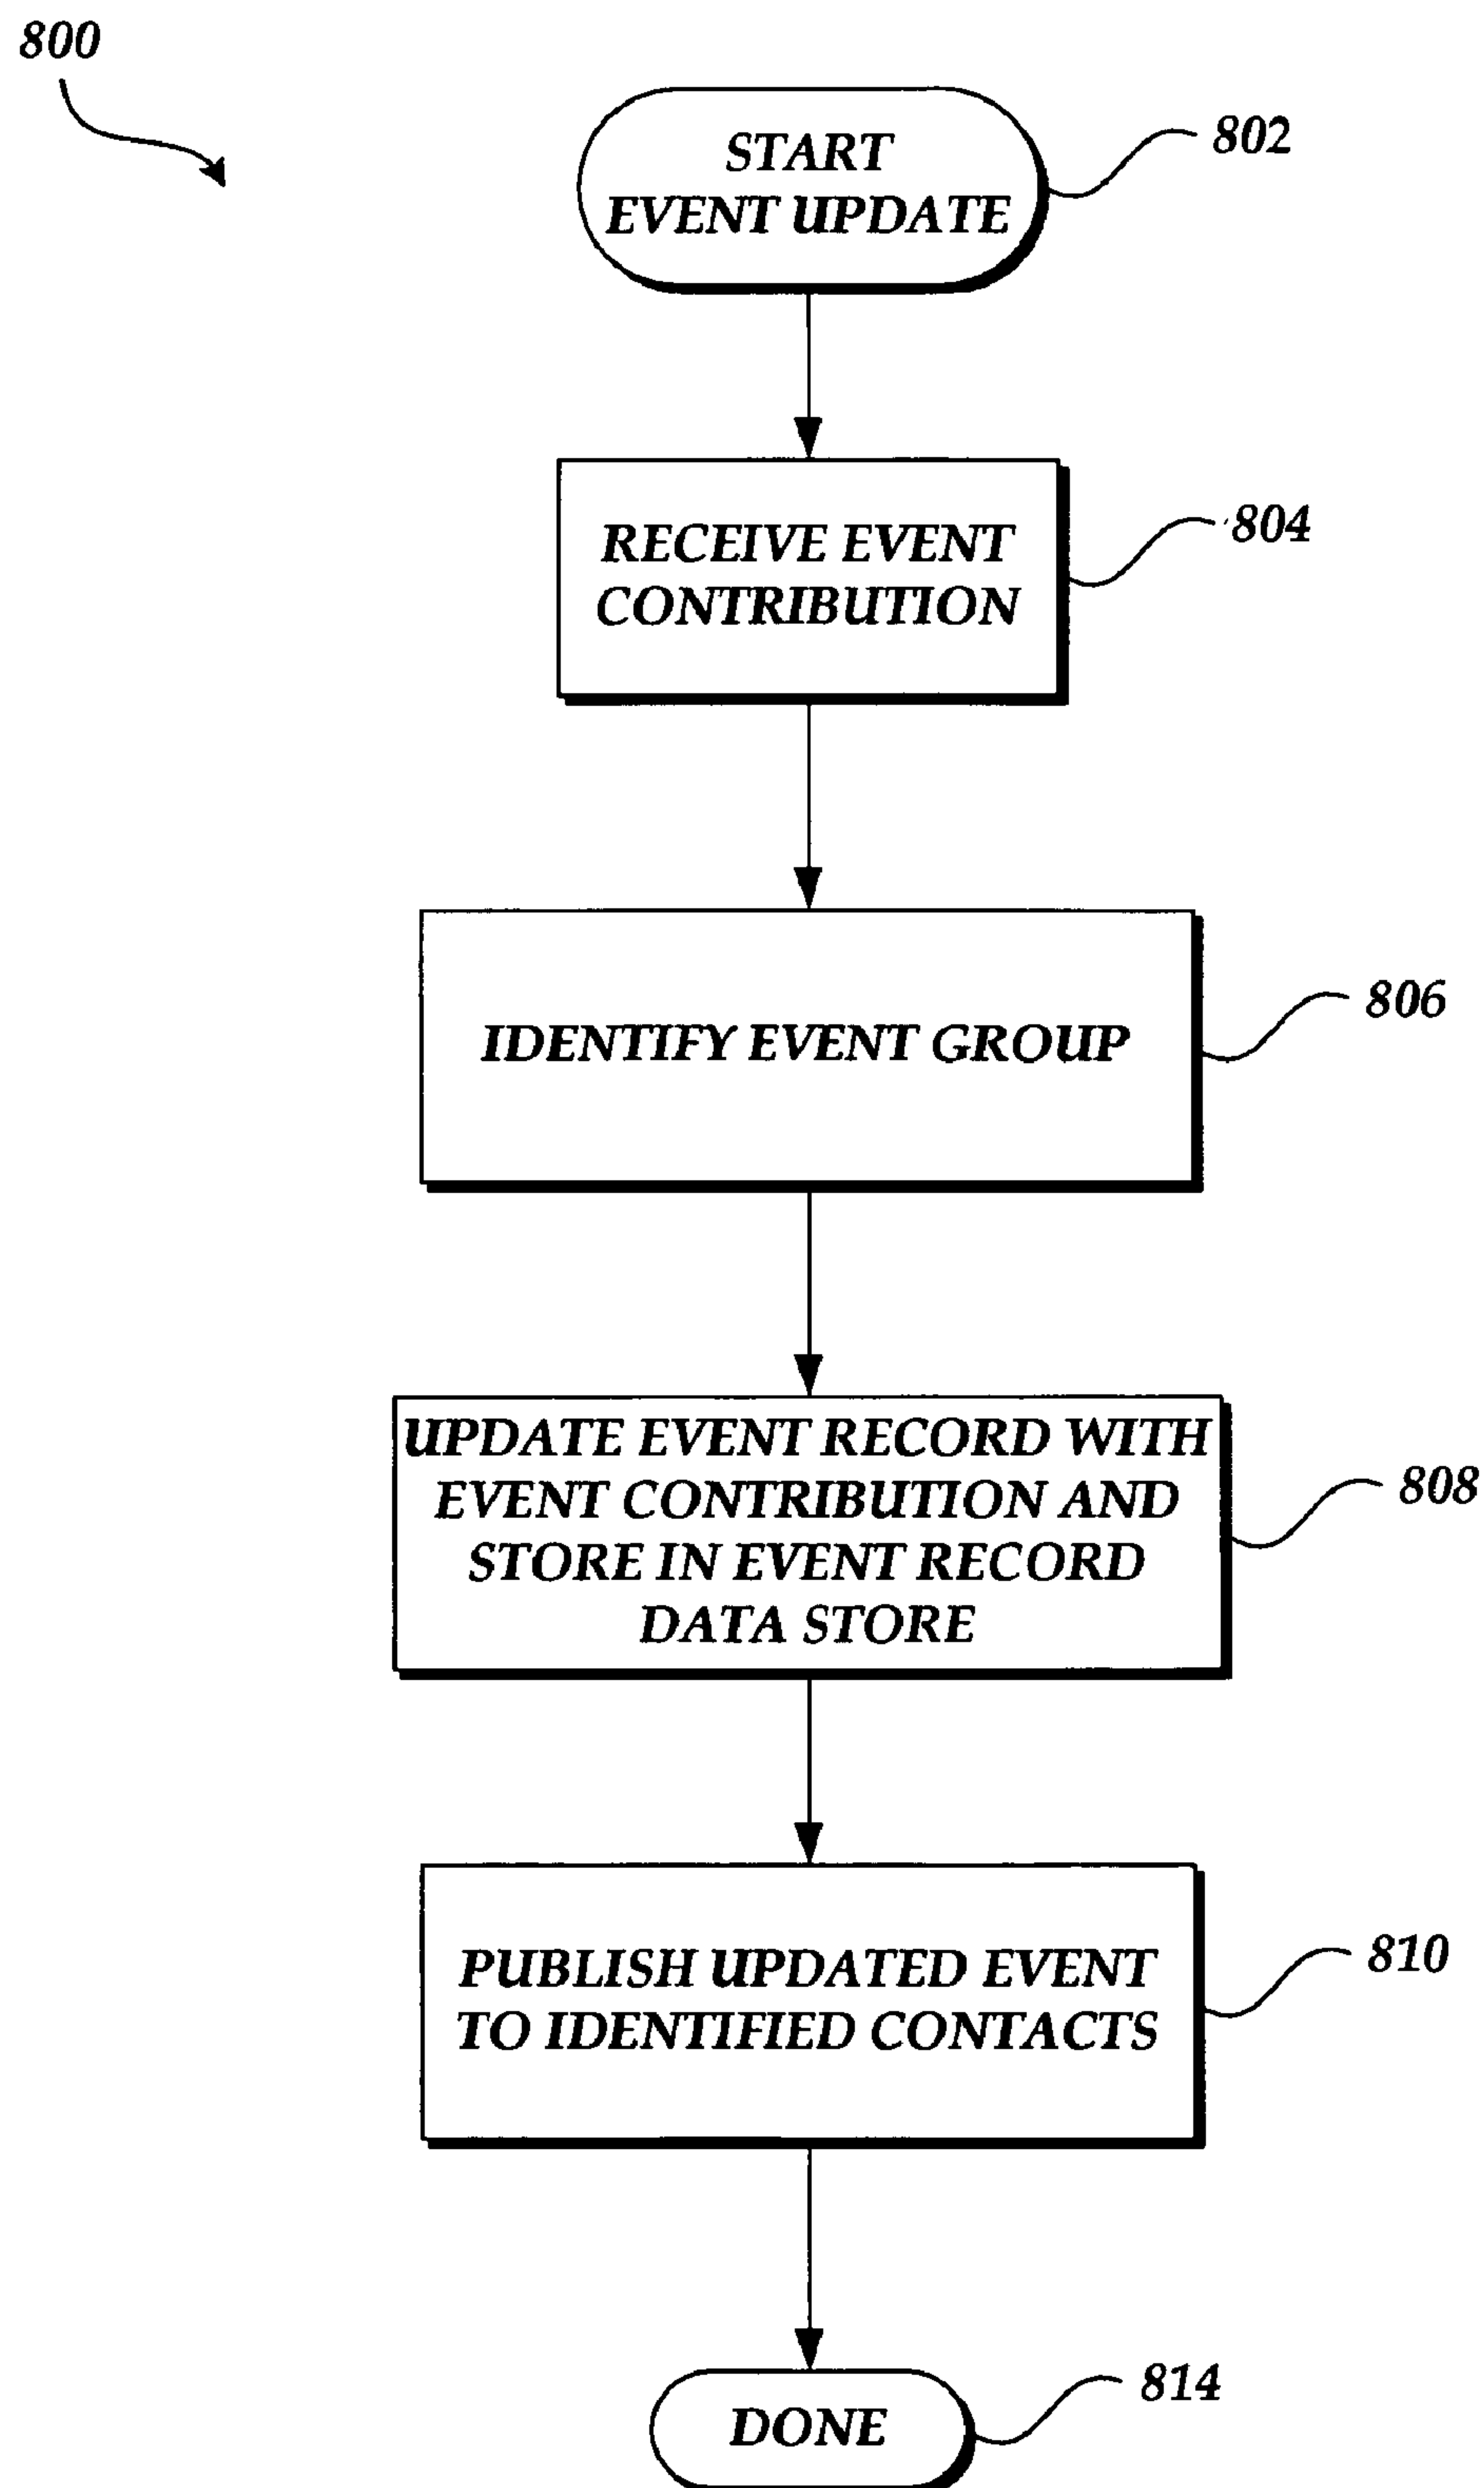 800
START
EVENT UPDATE
802
RECEIVE EVENT
CONTRIBUTION
804
IDENTIFY EVENT GROUP
806
UPDATE EVENT RECORD WITH
EVENT CONTRIBUTION AND
STORE IN EVENT RECORD
DATA STORE
808
PUBLISH UPDATED EVENT
TO IDENTIFIED CONTACTS
810
DONE
814